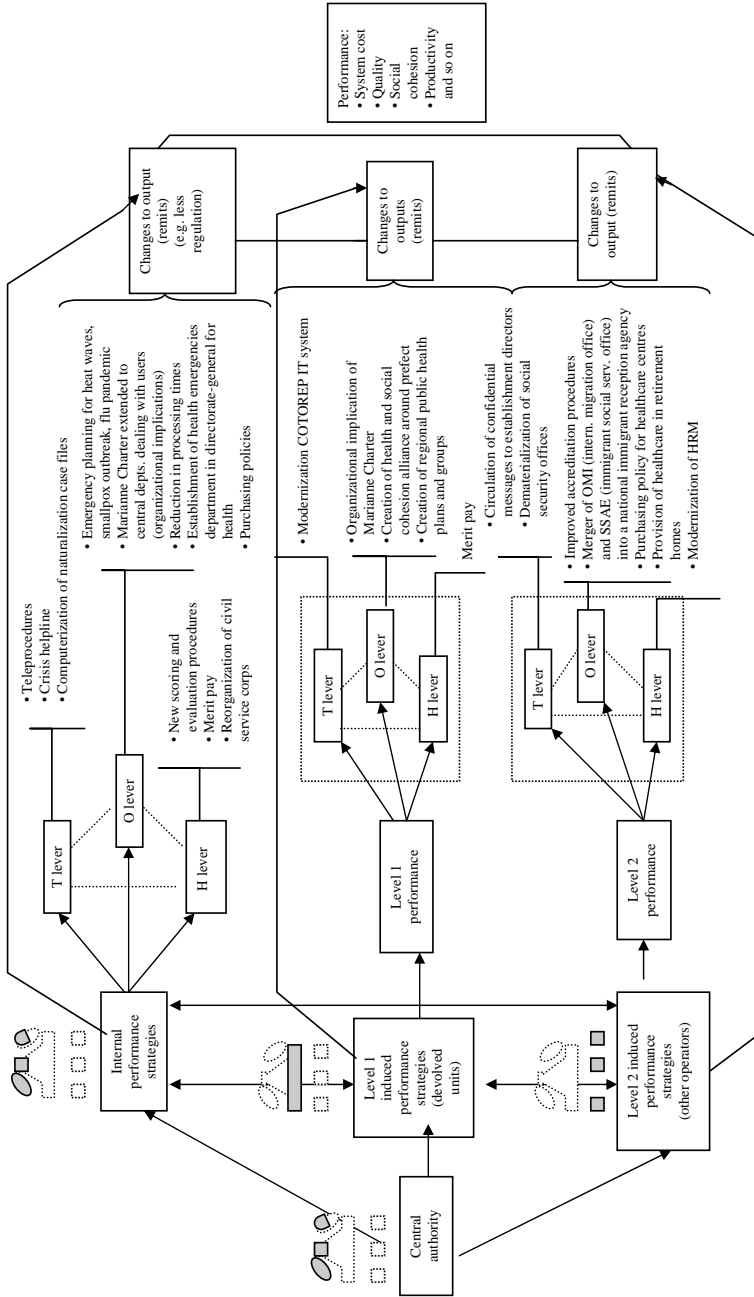 Central
authority
Internal
performance
strategies
Level 1
induced
performance
strategies
(devolved
units)
Level 2 induced
performance
strategies
(other operators)
Level 1
performance
Level 2
performance
T lever
O lever
H lever
• Teleprocedures
• Crisis helpline
• Computerization of naturalization case files
• Emergency planning for heat waves,
smallpox outbreak, flu pandemic
• Marianne Charter extended to
central depts. dealing with users
(organizational implications)
• Reduction in processing times
• Establishment of health emergencies
department in directorate-general for
health
• Purchasing policies
• New scoring and
evaluation procedures
• Merit pay
• Reorganization of civil
service corps
T lever
O lever
H lever
• Modernization COTOREP IT system
• Organizational implication of
Marianne Charter
• Creation of health and social
cohesion alliance around prefect
• Creation of regional public health
plans and groups
Merit pay
T lever
O lever
H lever
• Circulation of confidential
messages to establishment directors
• Dematerialization of social
security offices
• Improved accreditation procedures
• Merger of OMI (intern. migration office)
and SSAE (immigrant social serv. office)
into a national immigrant reception agency
• Purchasing policy for healthcare centres
• Provision of healthcare in retirement
homes
• Modernization of HRM
Changes to output
(remits)
(e.g. less
regulation)
Changes to
outputs
(remits)
Changes to
output (remits)
Performance:
• System cost
• Quality
• Social
cohesion
• Productivity
and so on